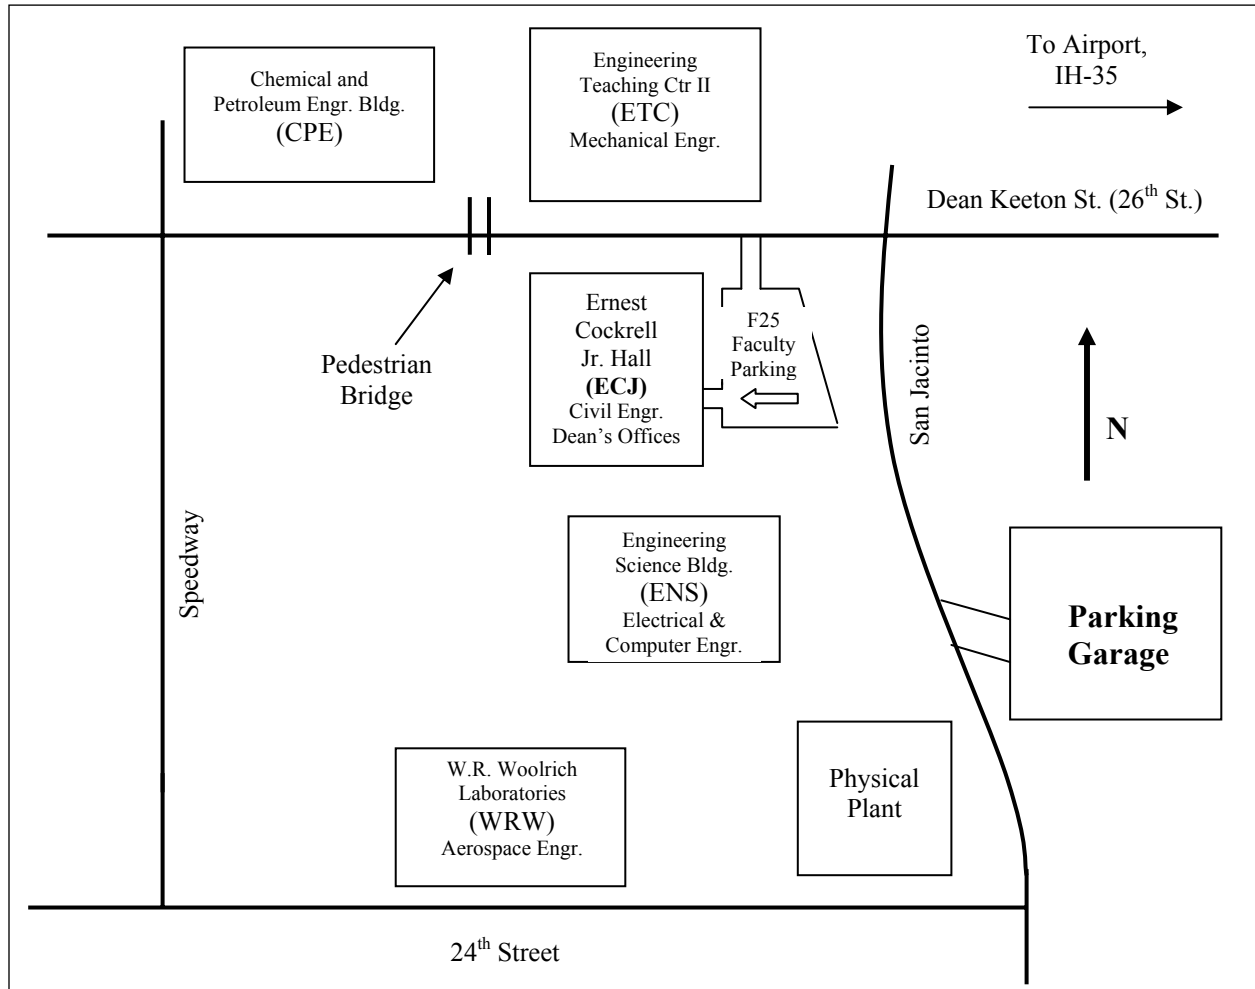 Chemical and
Petroleum Engr. Bldg.
(CPE)
Engineering
Teaching Ctr II
(ETC)
Mechanical Engr.
To Airport,
IH-35
Dean Keeton St. (26th St.)
Pedestrian
Bridge
Ernest
Cockrell
Jr. Hall
(ECJ)
Civil Engr.
Dean’s Offices
F25
Faculty
Parking
San Jacinto
N
Speedway
Engineering
Science Bldg.
(ENS)
Electrical &
Computer Engr.
Parking
Garage
W.R. Woolrich
Laboratories
(WRW)
Aerospace Engr.
Physical
Plant
24th Street